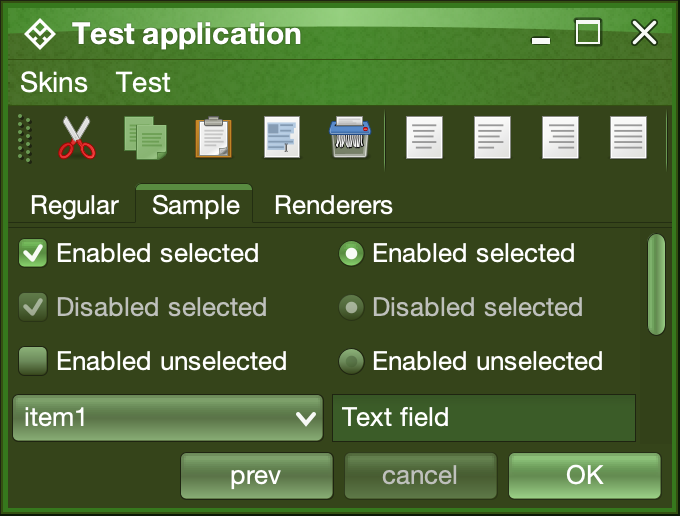 Test application
Skins Test
Regular Sample Renderers
Enabled selected Enabled selected
Disabled selected Disabled selected
Enabled unselected Enabled unselected
item1 Text field
prev cancel OK